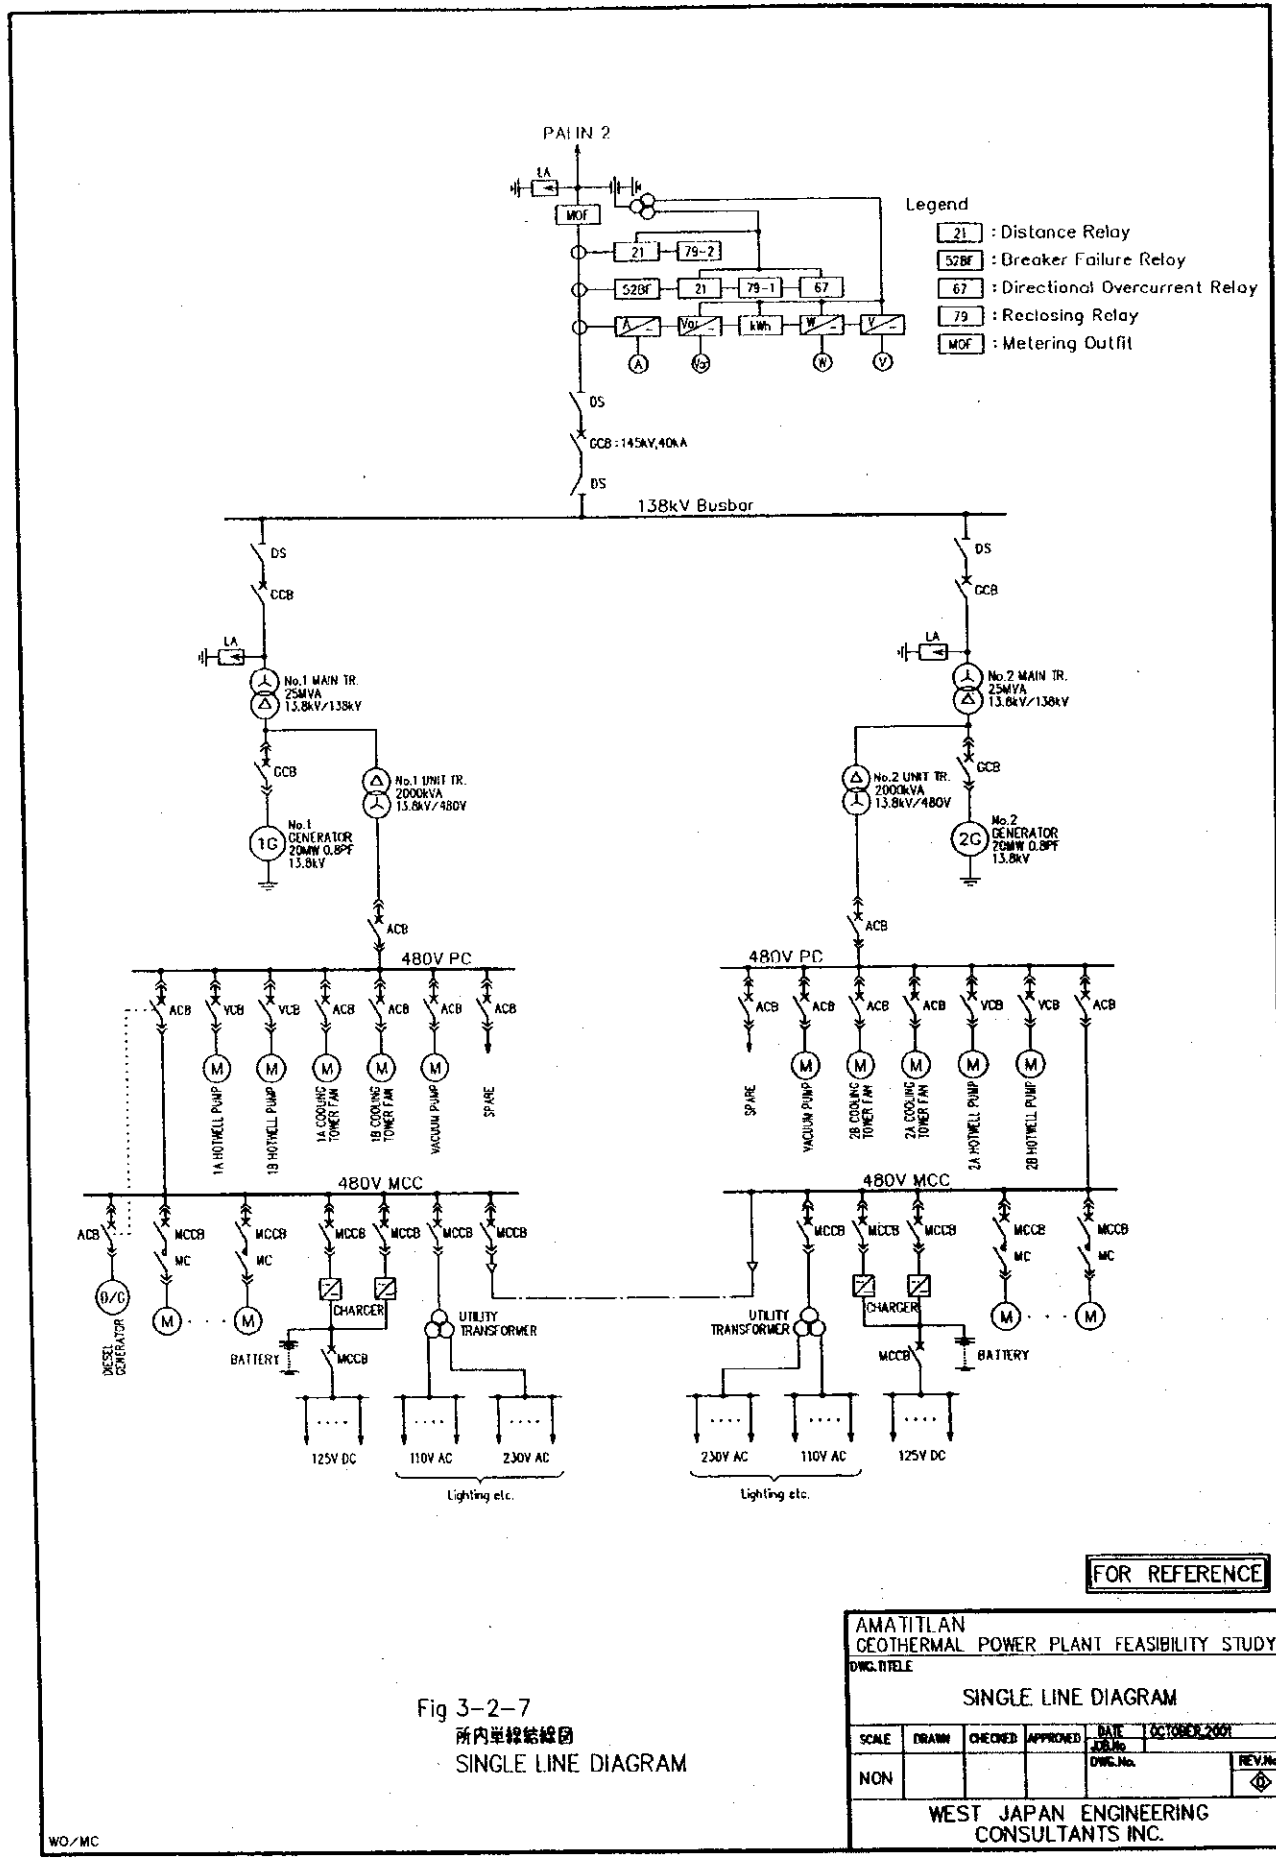 PALIN 2
LA
MOF
21
79-2
52BF
21
79-1
67
A
Var
kWh
W
V
A
Var
W
V
Legend
21 : Distance Relay
52BF : Breaker Failure Relay
67 : Directional Overcurrent Relay
79 : Reclosing Relay
MOF : Metering Outfit
DS
GCB : 145kV,40kA
DS
138kV Busbar
DS
GCB
LA
No.1 MAIN TR.
25MVA
13.8kV/138kV
GCB
No.1 UNIT TR.
2000kVA
13.8kV/480V
1G
No.1
GENERATOR
20MW 0.8PF
13.8kV
ACB
DS
GCB
LA
No.2 MAIN TR.
25MVA
13.8kV/138kV
No.2 UNIT TR.
2000kVA
13.8kV/480V
GCB
2G
No.2
GENERATOR
20MW 0.8PF
13.8kV
ACB
480V PC
ACB
VCB
VCB
ACB
ACB
ACB
ACB
M
M
M
M
M
1A HOTWELL PUMP
1B HOTWELL PUMP
1A COOLING
TOWER FAN
1B COOLING
TOWER FAN
VACUUM PUMP
SPARE
480V PC
ACB
ACB
ACB
ACB
VCB
VCB
ACB
M
M
M
M
M
SPARE
VACUUM PUMP
2B COOLING
TOWER FAN
2A COOLING
TOWER FAN
2A HOTWELL PUMP
2B HOTWELL PUMP
480V MCC
ACB
MCCB
MCCB
MCCB
MCCB
MCCB
MCCB
MC
MC
D/G
DIESEL
GENERATOR
M
M
CHARGER
BATTERY
MCCB
UTILITY
TRANSFORMER
125V DC
110V AC
230V AC
Lighting etc.
480V MCC
MCCB
MCCB
MCCB
MCCB
MCCB
MC
MC
CHARGER
M
M
UTILITY
TRANSFORMER
MCCB
BATTERY
230V AC
110V AC
125V DC
Lighting etc.
FOR REFERENCE
AMATITLAN
GEOTHERMAL POWER PLANT FEASIBILITY STUDY
DWG.TITELE
SINGLE LINE DIAGRAM
SCALE
DRAWN
CHECKED
APPROVED
DATE
OCTOBER,2001
JOB.No
NON
DWG.No.
REV.No
0
WEST JAPAN ENGINEERING
CONSULTANTS INC.
Fig 3-2-7
所内単線結線図
SINGLE LINE DIAGRAM
WO/MC